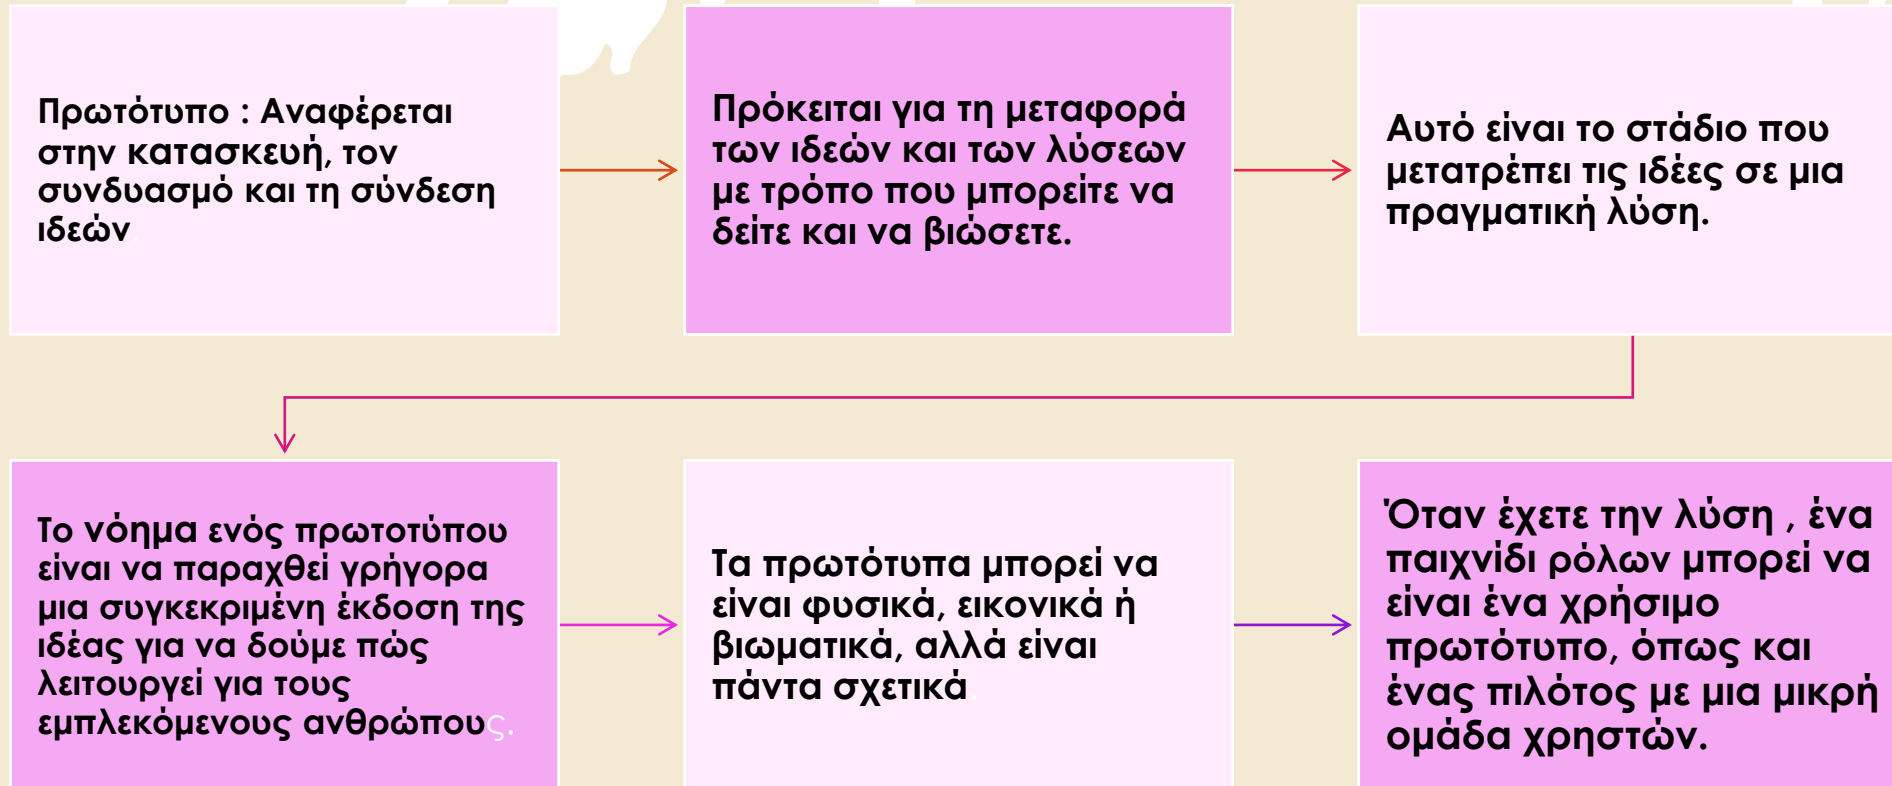 Πρωτότυπο : Αναφέρεται
στην κατασκευή, τον
συνδυασμό και τη σύνδεση
ιδεών.
Πρόκειται για τη μεταφορά
των ιδεών και των λύσεων
με τρόπο που μπορείτε να
δείτε και να βιώσετε.
Αυτό είναι το στάδιο που
μετατρέπει τις ιδέες σε μια
πραγματική λύση.
Το νόημα ενός πρωτοτύπου
είναι να παραχθεί γρήγορα
μια συγκεκριμένη έκδοση της
ιδέας για να δούμε πώς
λειτουργεί για τους
εμπλεκόμενους ανθρώπους.
Τα πρωτότυπα μπορεί να
είναι φυσικά, εικονικά ή
βιωματικά, αλλά είναι
πάντα σχετικά.
Όταν έχετε την λύση , ένα
παιχνίδι ρόλων μπορεί να
είναι ένα χρήσιμο
πρωτότυπο, όπως και
ένας πιλότος με μια μικρή
ομάδα χρηστών.